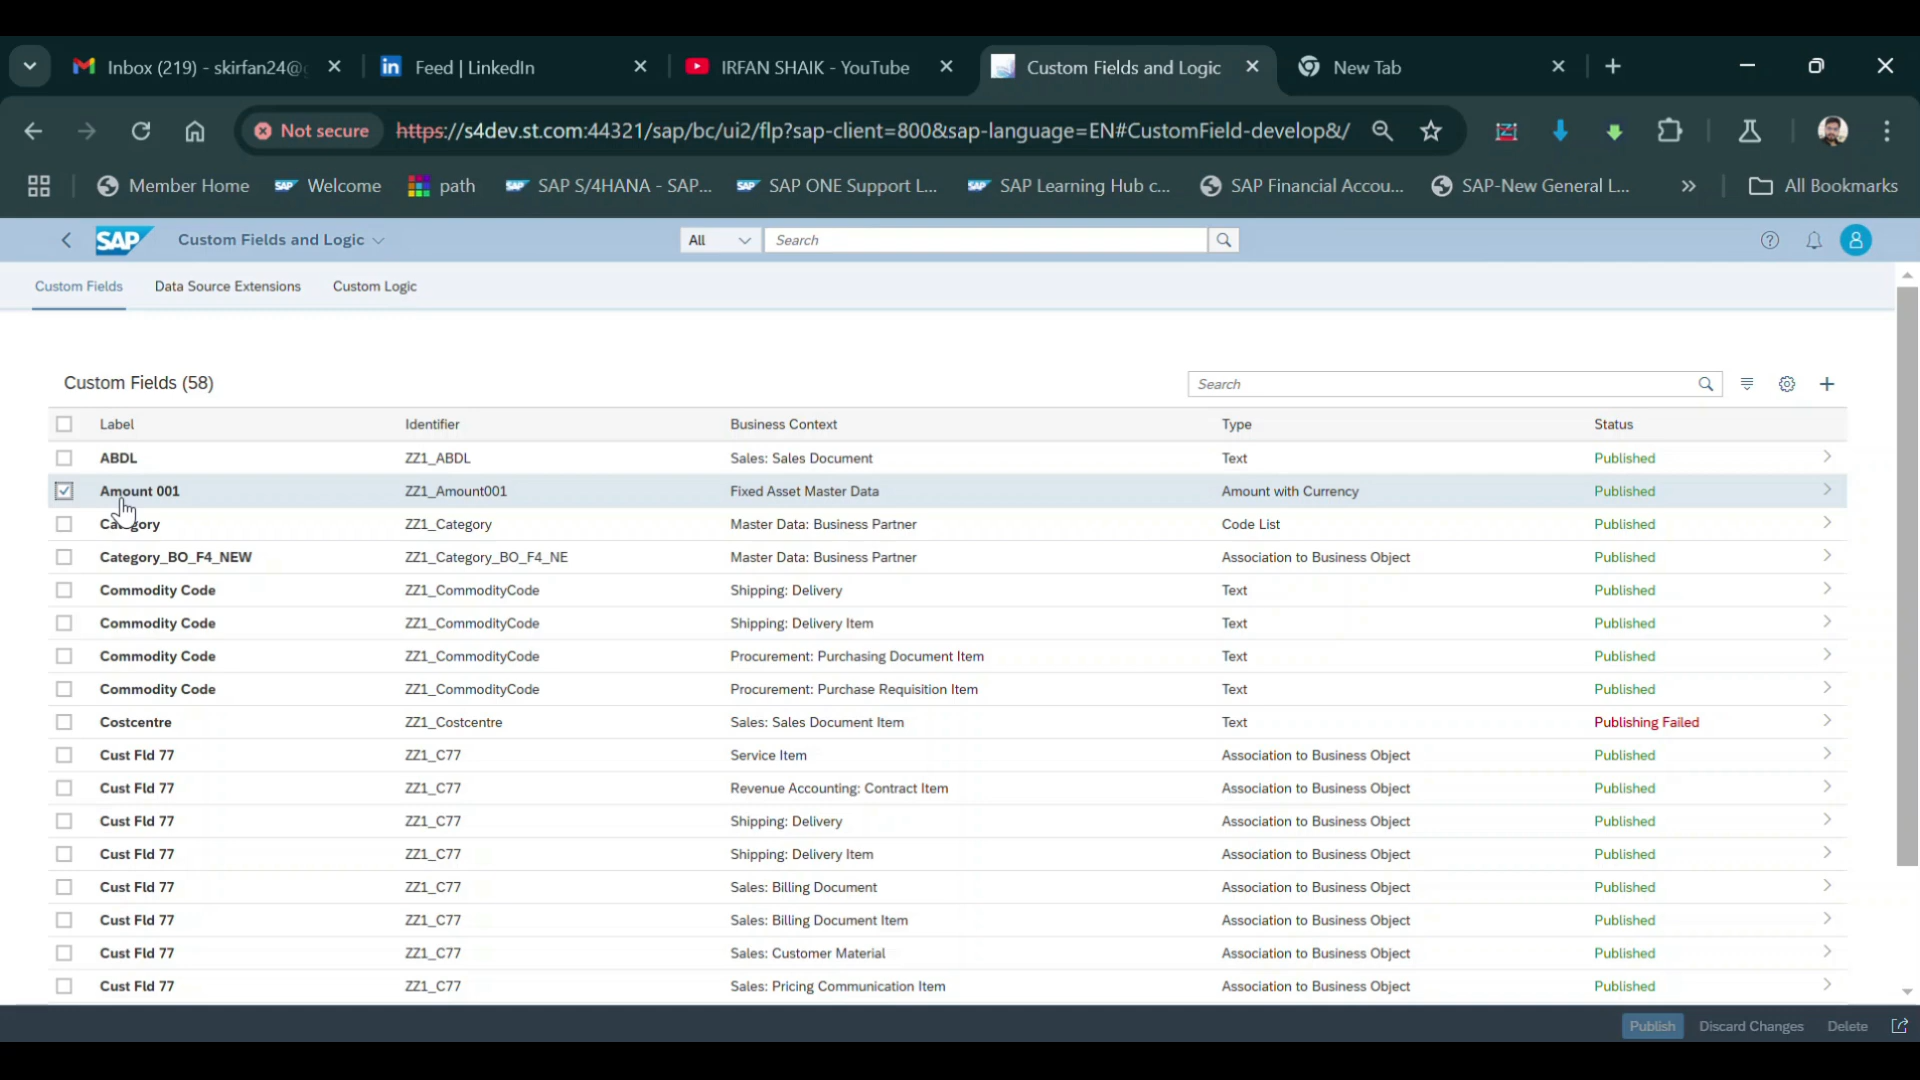 Inbox (219) - skirfan24@
Feed | LinkedIn
IRFAN SHAIK - YouTube
Custom Fields and Logic
New Tab
Not secure
https://s4dev.st.com:44321/sap/bc/ui2/flp?sap-client=800&sap-language=EN#CustomField-develop&/
Member Home
SAP Welcome
path
SAP SAP S/4HANA - SAP...
SAP SAP ONE Support L...
SAP SAP Learning Hub c...
SAP Financial Accou...
SAP-New General L...
»
All Bookmarks
SAP Custom Fields and Logic
All
Search
Custom Fields Data Source Extensions Custom Logic
Custom Fields (58)
Search
Label Identifier Business Context Type Status
ABDL ZZ1_ABDL Sales: Sales Document Text Published
Amount 001 ZZ1_Amount001 Fixed Asset Master Data Amount with Currency Published
Category ZZ1_Category Master Data: Business Partner Code List Published
Category_BO_F4_NEW ZZ1_Category_BO_F4_NE Master Data: Business Partner Association to Business Object Published
Commodity Code ZZ1_CommodityCode Shipping: Delivery Text Published
Commodity Code ZZ1_CommodityCode Shipping: Delivery Item Text Published
Commodity Code ZZ1_CommodityCode Procurement: Purchasing Document Item Text Published
Commodity Code ZZ1_CommodityCode Procurement: Purchase Requisition Item Text Published
Costcentre ZZ1_Costcentre Sales: Sales Document Item Text Publishing Failed
Cust Fld 77 ZZ1_C77 Service Item Association to Business Object Published
Cust Fld 77 ZZ1_C77 Revenue Accounting: Contract Item Association to Business Object Published
Cust Fld 77 ZZ1_C77 Shipping: Delivery Association to Business Object Published
Cust Fld 77 ZZ1_C77 Shipping: Delivery Item Association to Business Object Published
Cust Fld 77 ZZ1_C77 Sales: Billing Document Association to Business Object Published
Cust Fld 77 ZZ1_C77 Sales: Billing Document Item Association to Business Object Published
Cust Fld 77 ZZ1_C77 Sales: Customer Material Association to Business Object Published
Cust Fld 77 ZZ1_C77 Sales: Pricing Communication Item Association to Business Object Published
Publish Discard Changes Delete